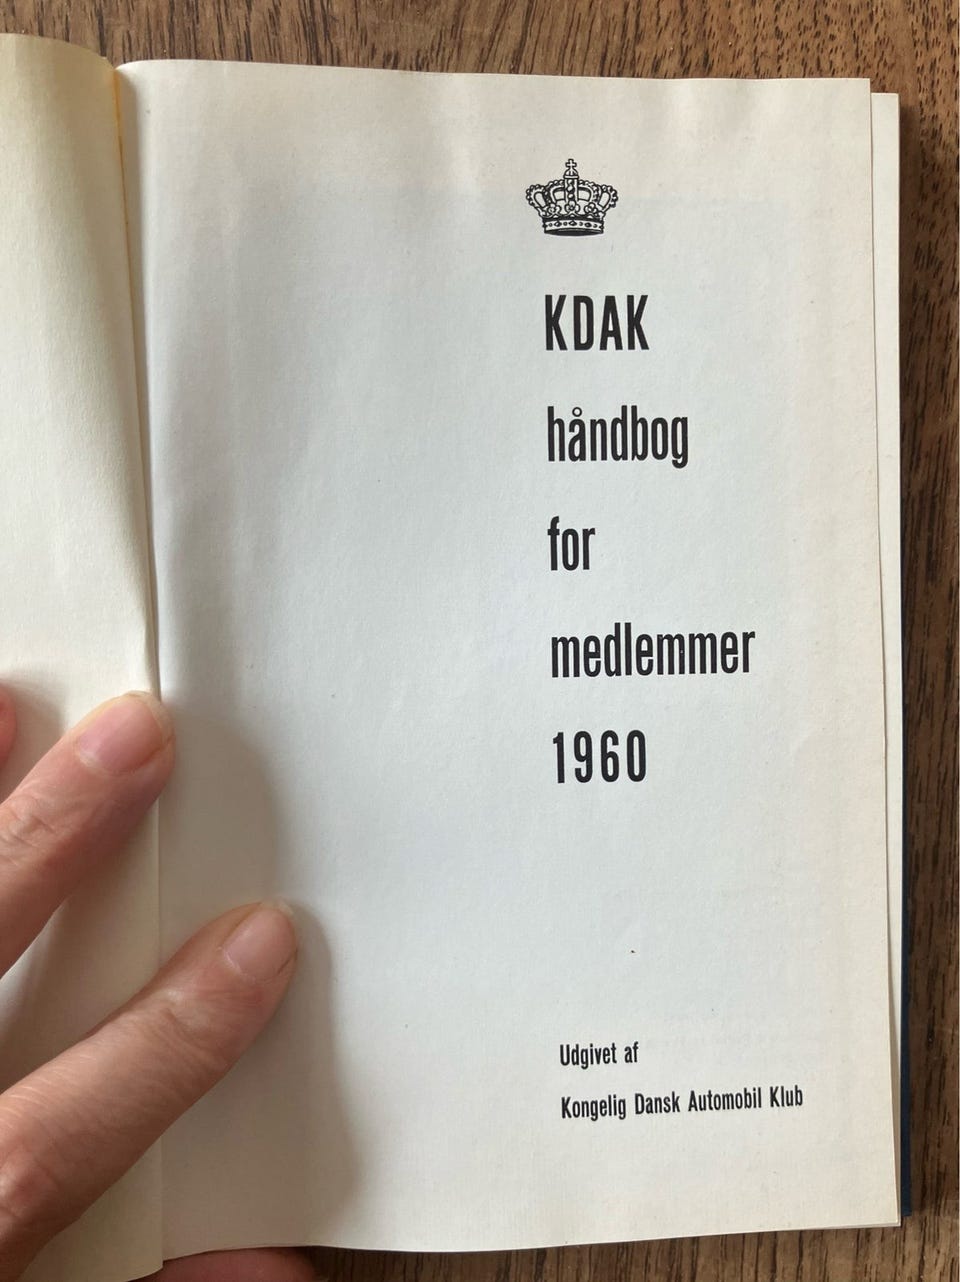 KDAK
håndbog
for
medlemmer
1960
Udgivet af
Kongelig Dansk Automobil Klub